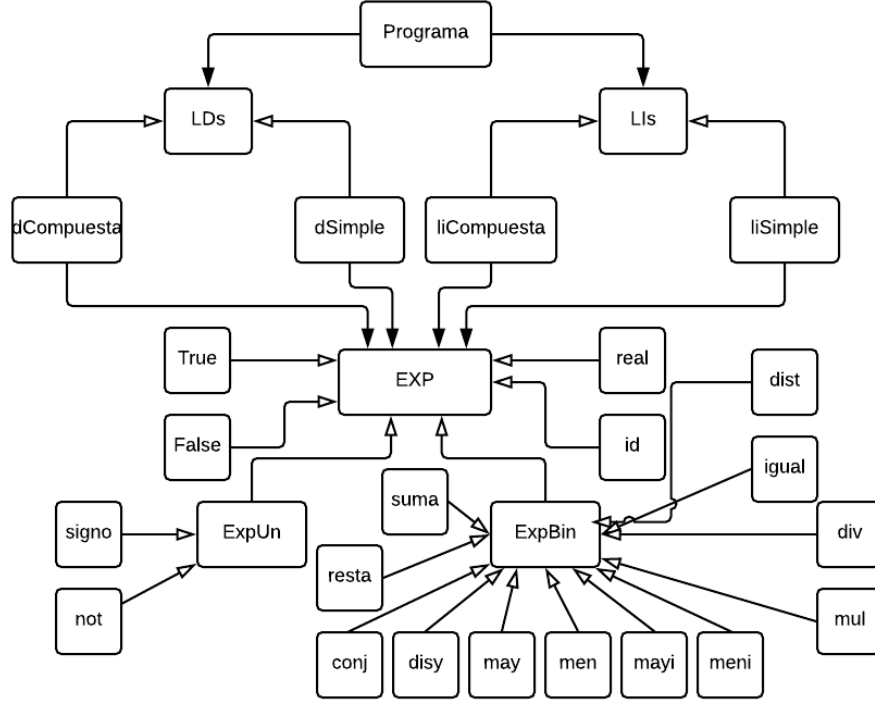 Programa
LDs
LIs
dCompuesta
dSimple
liCompuesta
liSimple
True
EXP
real
dist
False
id
igual
suma
signo
ExpUn
ExpBin
div
resta
not
mul
conj
disy
may
men
mayi
meni